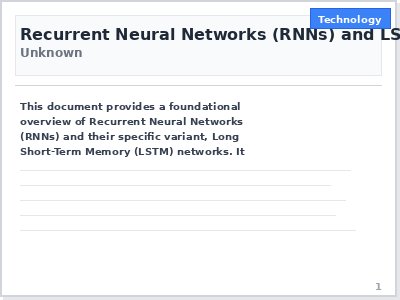 Technology
Recurrent Neural Networks (RNNs) and LS
Unknown
This document provides a foundational
overview of Recurrent Neural Networks
(RNNs) and their specific variant, Long
Short-Term Memory (LSTM) networks. It
1